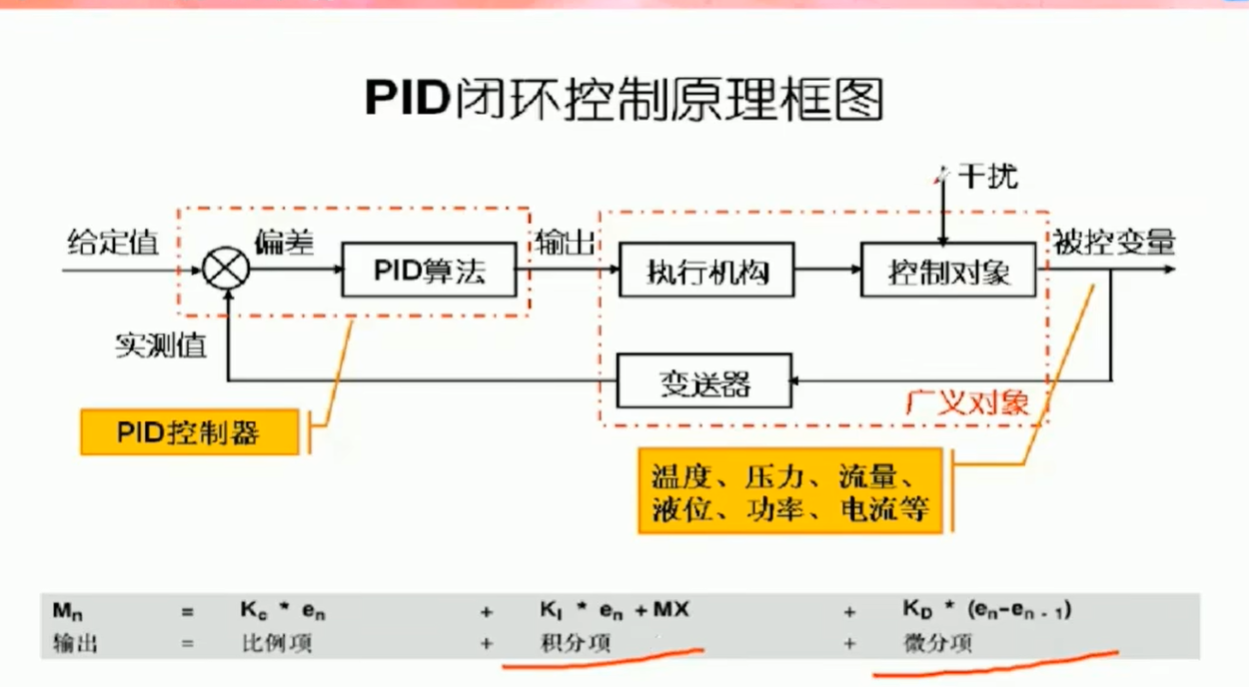 PID闭环控制原理框图
干扰
给定值
偏差
PID算法
输出
执行机构
控制对象
被控变量
实测值
变送器
广义对象
PID控制器
温度、压力、流量、
液位、功率、电流等
Mn = Kc * en + KI * en + MX + KD * (en-en-1)
输出 = 比例项 + 积分项 + 微分项